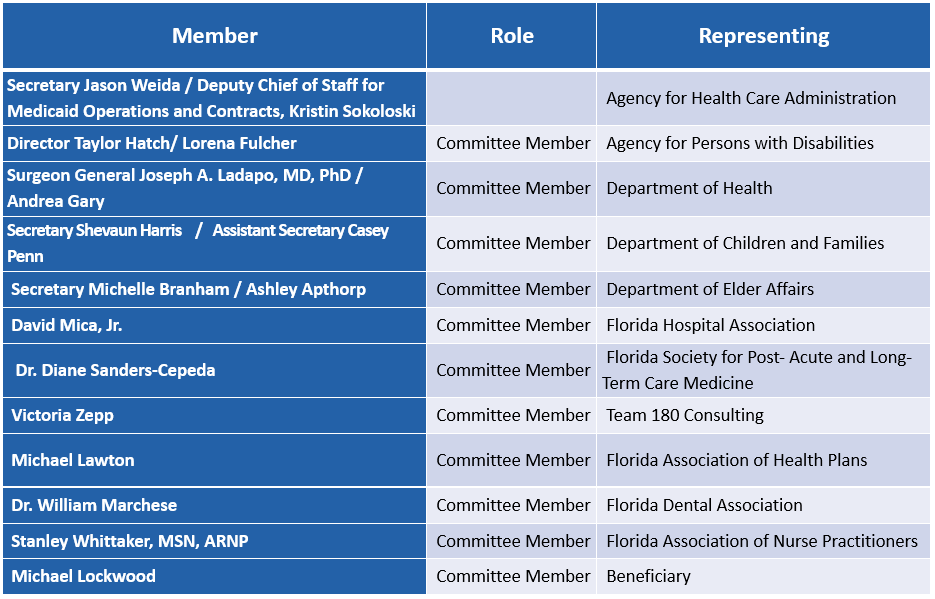 Member Role Representing
Secretary Jason Weida / Deputy Chief of Staff for
Medicaid Operations and Contracts, Kristin Sokoloski
Agency for Health Care Administration
Director Taylor Hatch/ Lorena Fulcher Committee Member Agency for Persons with Disabilities
Surgeon General Joseph A. Ladapo, MD, PhD /
Andrea Gary
Committee Member Department of Health
Secretary Shevaun Harris / Assistant Secretary Casey
Penn
Committee Member Department of Children and Families
Secretary Michelle Branham / Ashley Apthorp Committee Member Department of Elder Affairs
David Mica, Jr. Committee Member Florida Hospital Association
Dr. Diane Sanders-Cepeda Committee Member Florida Society for Post- Acute and Long-
Term Care Medicine
Victoria Zepp Committee Member Team 180 Consulting
Michael Lawton Committee Member Florida Association of Health Plans
Dr. William Marchese Committee Member Florida Dental Association
Stanley Whittaker, MSN, ARNP Committee Member Florida Association of Nurse Practitioners
Michael Lockwood Committee Member Beneficiary